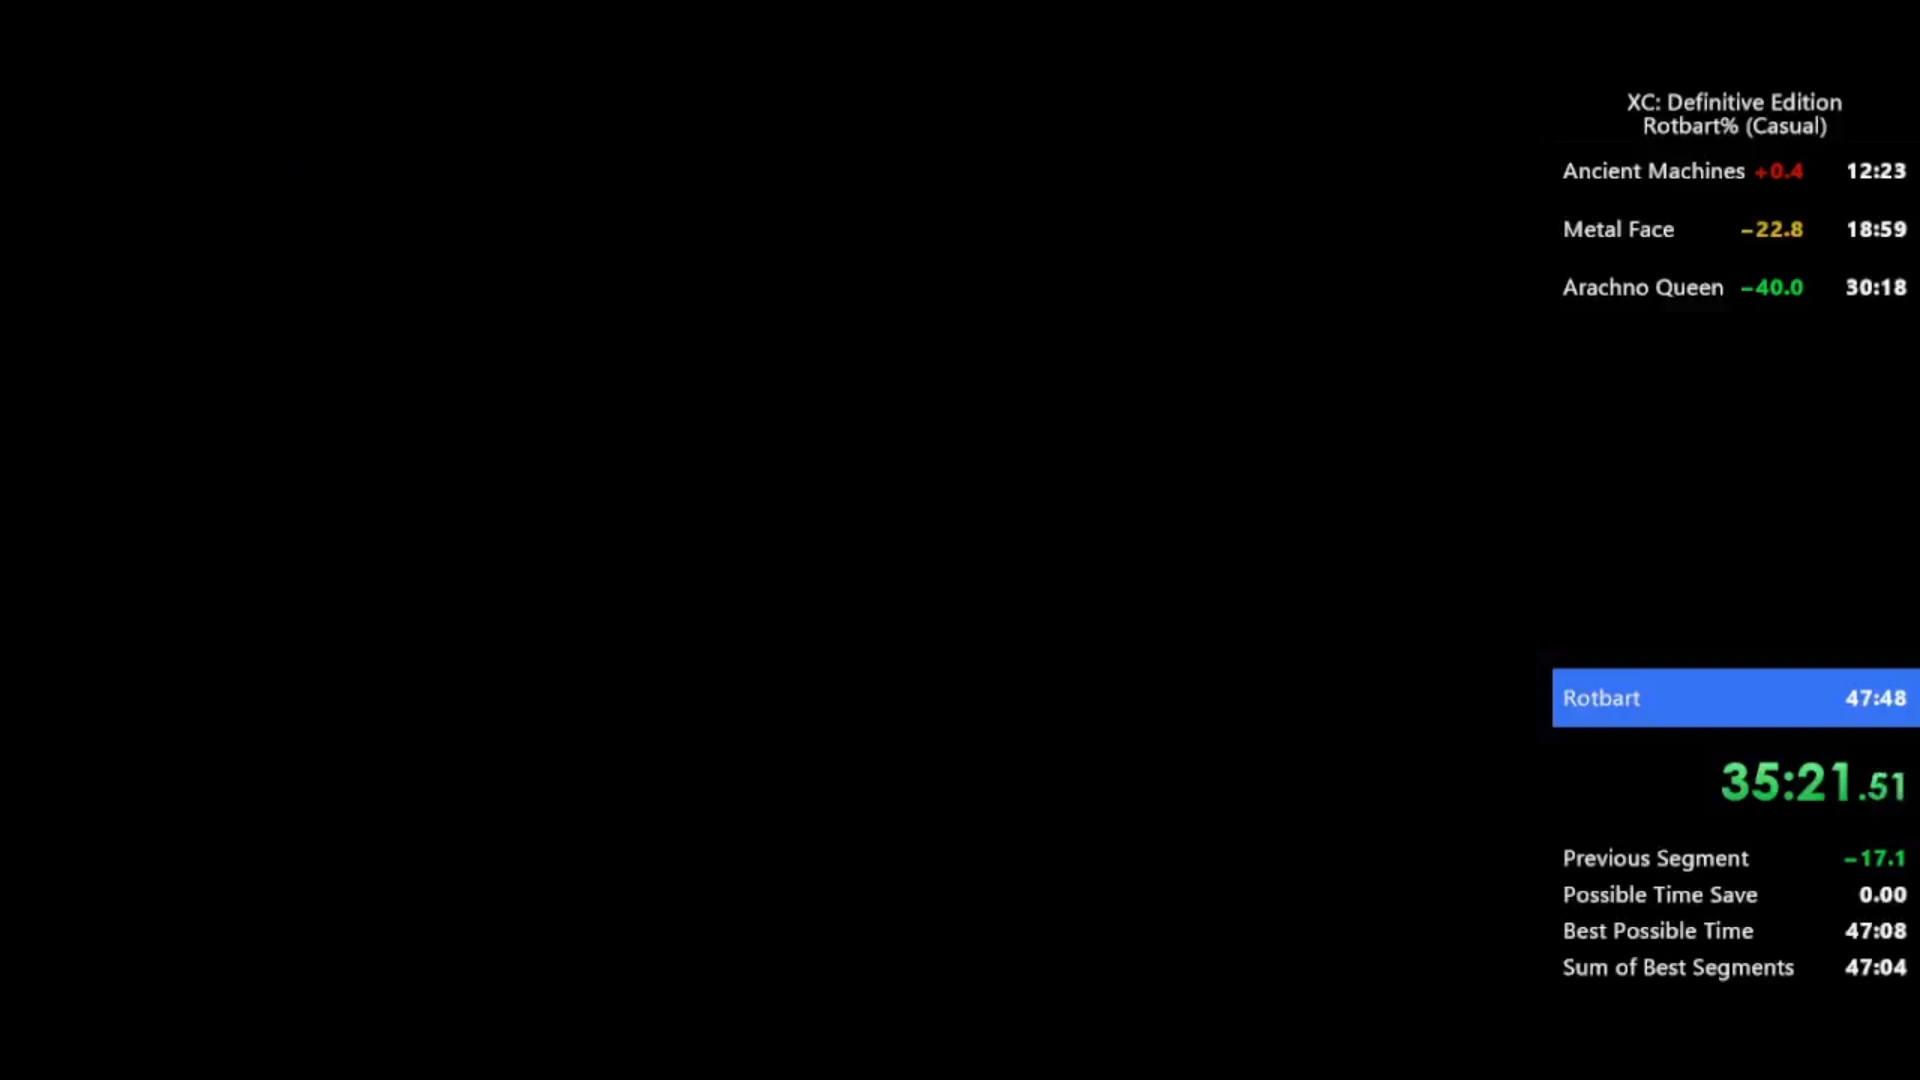 XC: Definitive Edition
Rotbart% (Casual)
Ancient Machines +0.4 12:23
Metal Face -22.8 18:59
Arachno Queen -40.0 30:18
Rotbart 47:48
35:21.51
Previous Segment -17.1
Possible Time Save 0.00
Best Possible Time 47:08
Sum of Best Segments 47:04